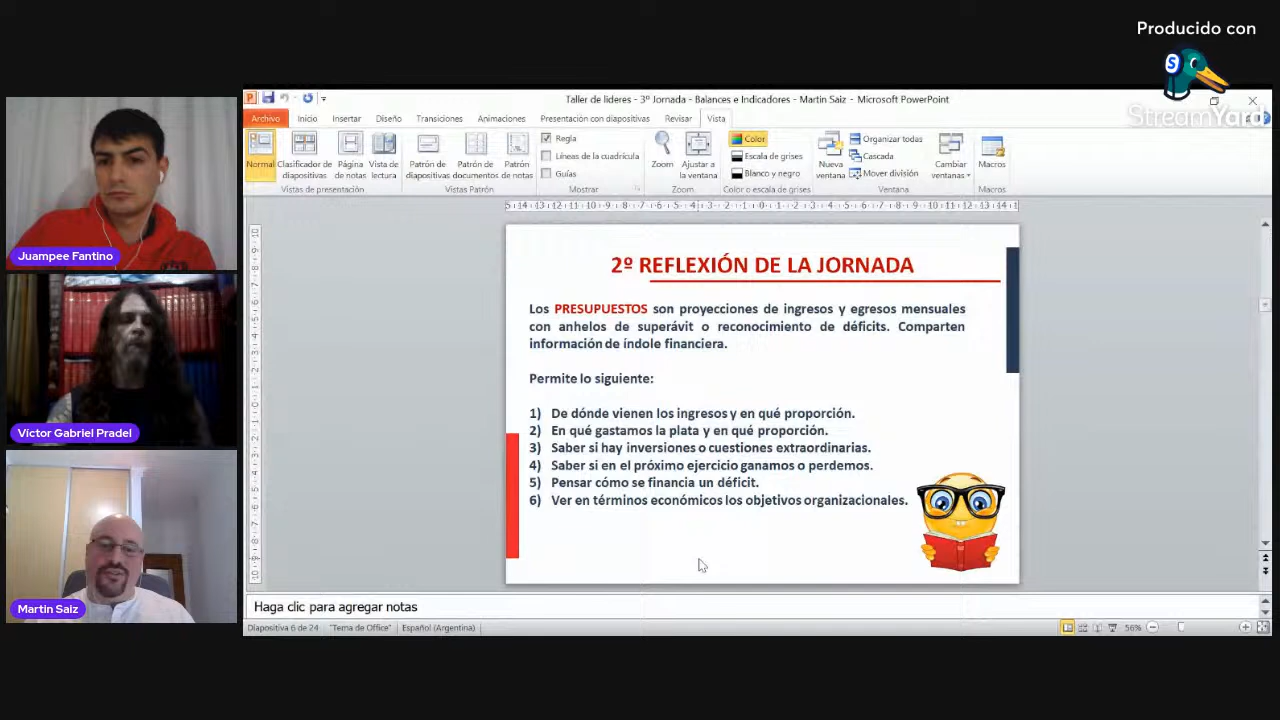 Producido con
StreamYard
Juampee Fantino
Víctor Gabriel Pradel
Martin Saiz
Taller de lideres - 3º Jornada - Balances e Indicadores - Martin Saiz - Microsoft PowerPoint
Archivo Inicio Insertar Diseño Transiciones Animaciones Presentación con diapositivas Revisar Vista
Normal Clasificador de diapositivas Página de notas Vista de lectura
Vistas de presentación
Patrón de diapositivas Patrón de documentos Patrón de notas
Vistas Patrón
Regla
Líneas de la cuadrícula
Guías
Mostrar
Zoom Ajustar a la ventana
Zoom
Color
Escala de grises
Blanco y negro
Color o escala de grises
Nueva ventana
Organizar todas
Cascada
Mover división
Cambiar ventanas
Ventana
Macros
Macros
2º REFLEXIÓN DE LA JORNADA
Los PRESUPUESTOS son proyecciones de ingresos y egresos mensuales
con anhelos de superávit o reconocimiento de déficits. Comparten
información de índole financiera.
Permite lo siguiente:
1) De dónde vienen los ingresos y en qué proporción.
2) En qué gastamos la plata y en qué proporción.
3) Saber si hay inversiones o cuestiones extraordinarias.
4) Saber si en el próximo ejercicio ganamos o perdemos.
5) Pensar cómo se financia un déficit.
6) Ver en términos económicos los objetivos organizacionales.
Haga clic para agregar notas
Diapositiva 6 de 24 "Tema de Office" Español (Argentina) 56%